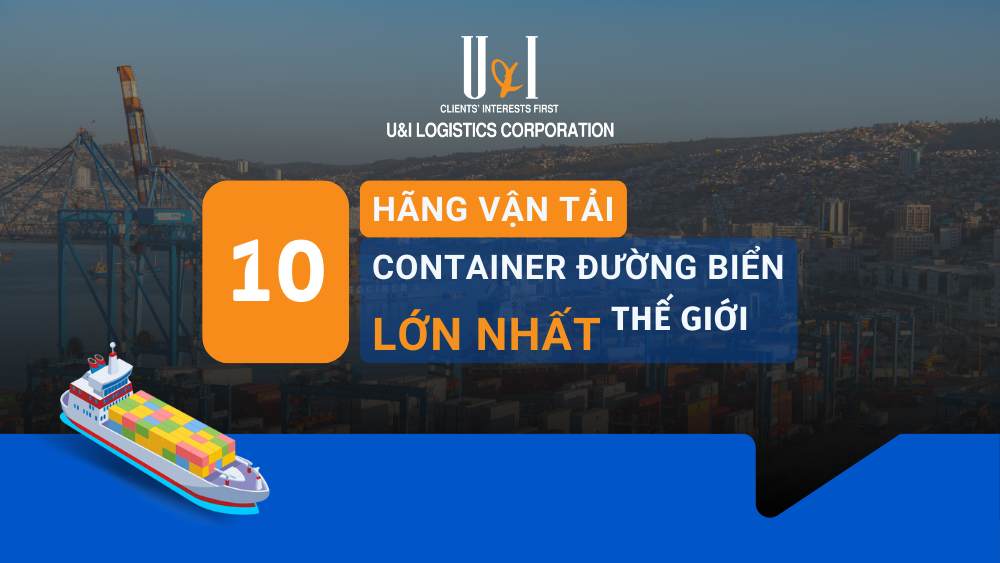 U&I
CLIENTS' INTERESTS FIRST
U&I LOGISTICS CORPORATION
10
HÃNG VẬN TẢI
CONTAINER ĐƯỜNG BIỂN
LỚN NHẤT THẾ GIỚI